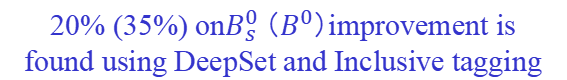 20% (35%) on$B_s^0$ ($B^0$) improvement is
found using DeepSet and Inclusive tagging